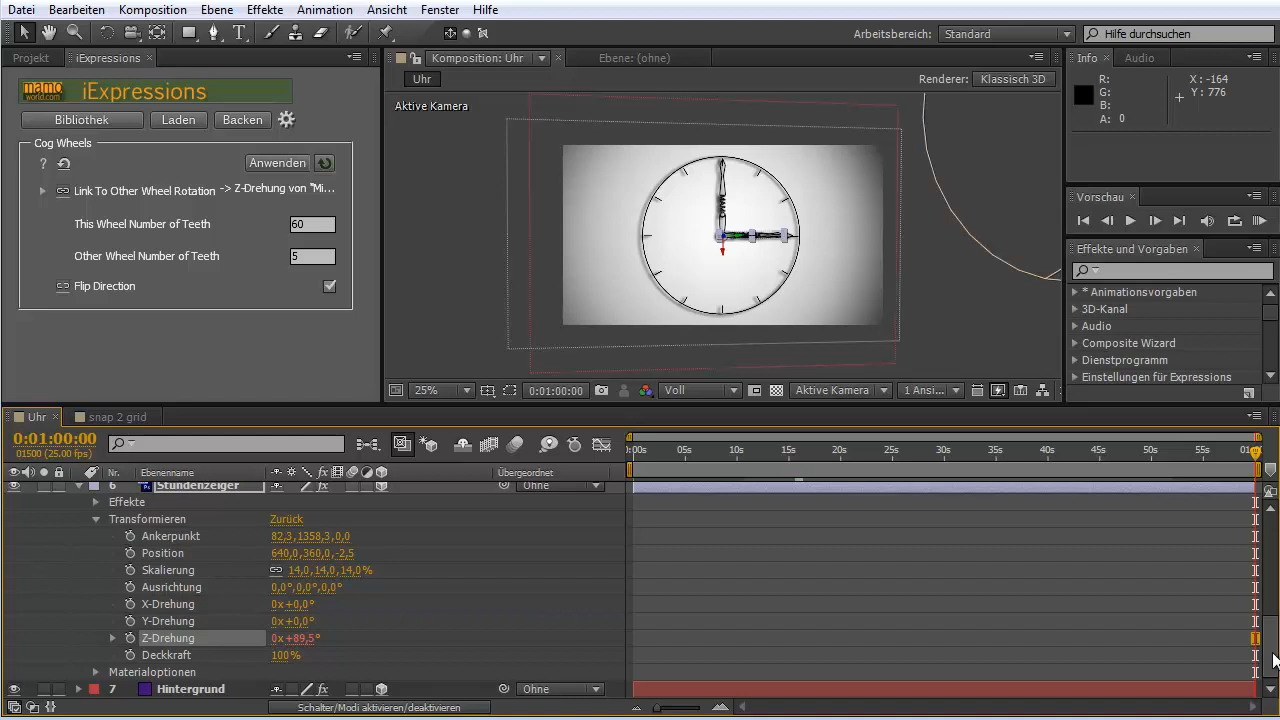 Datei Bearbeiten Komposition Ebene Effekte Animation Ansicht Fenster Hilfe
Arbeitsbereich: Standard Hilfe durchsuchen
Projekt iExpressions Komposition: Uhr Ebene: (ohne) Info Audio
Uhr Renderer: Klassisch 3D
mamo world.com iExpressions
R: G: B: A: 0 X: -164 Y: 776
Aktive Kamera
Bibliothek Laden Backen
Cog Wheels
? Anwenden
Link To Other Wheel Rotation -> Z-Drehung von "Mi...
This Wheel Number of Teeth 60
Other Wheel Number of Teeth 5
Flip Direction
Vorschau
Effekte und Vorgaben
* Animationsvorgaben
3D-Kanal
Audio
Composite Wizard
Dienstprogramm
Einstellungen für Expressions
25% 0:01:00:00 Voll Aktive Kamera 1 Ansi...
Uhr snap 2 grid
0:01:00:00
01500 (25.00 fps)
:00s 05s 10s 15s 20s 25s 30s 35s 40s 45s 50s 55s 01:
Nr. Ebenenname fx Übergeordnet
6 Stundenzeiger fx Ohne
Effekte
Transformieren Zurück
Ankerpunkt 82,3,1358,3,0,0
Position 640,0,360,0,-2,5
Skalierung 14,0,14,0,14,0%
Ausrichtung 0,0°,0,0°,0,0°
X-Drehung 0x+0,0°
Y-Drehung 0x+0,0°
Z-Drehung 0x+89,5°
Deckkraft 100%
Materialoptionen
7 Hintergrund fx Ohne
Schalter/Modi aktivieren/deaktivieren